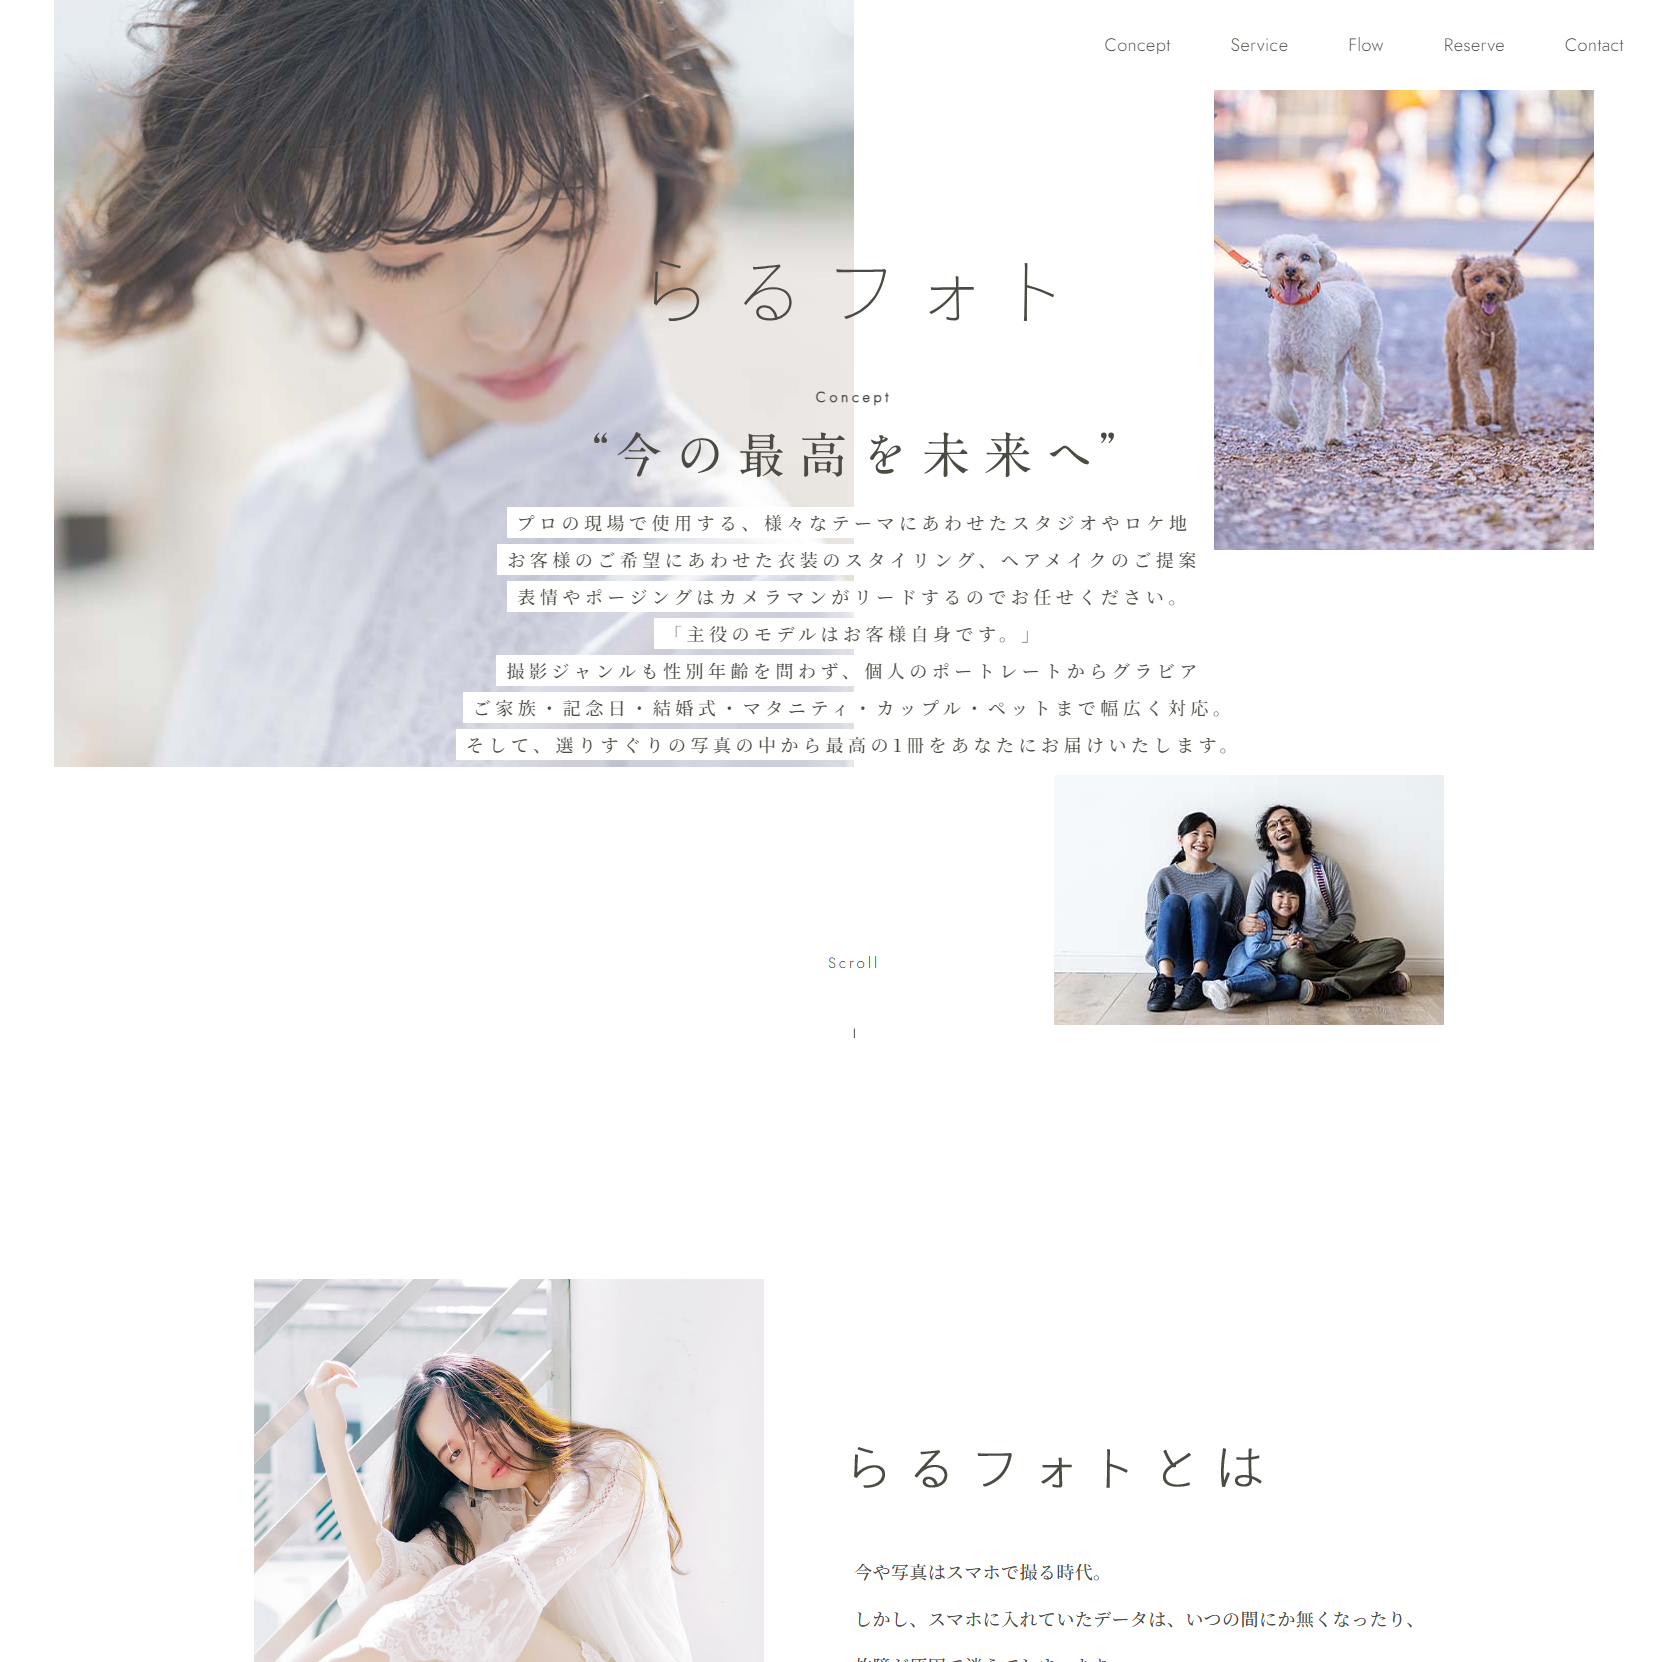 Concept Service Flow Reserve Contact
らるフォト
Concept
“今の最高を未来へ”
プロの現場で使用する、様々なテーマにあわせたスタジオやロケ地
お客様のご希望にあわせた衣装のスタイリング、ヘアメイクのご提案
表情やポージングはカメラマンがリードするのでお任せください。
「主役のモデルはお客様自身です。」
撮影ジャンルも性別年齢を問わず、個人のポートレートからグラビア
ご家族・記念日・結婚式・マタニティ・カップル・ペットまで幅広く対応。
そして、選りすぐりの写真の中から最高の1冊をあなたにお届けいたします。
Scroll
らるフォトとは
今や写真はスマホで撮る時代。
しかし、スマホに入れていたデータは、いつの間にか無くなったり、